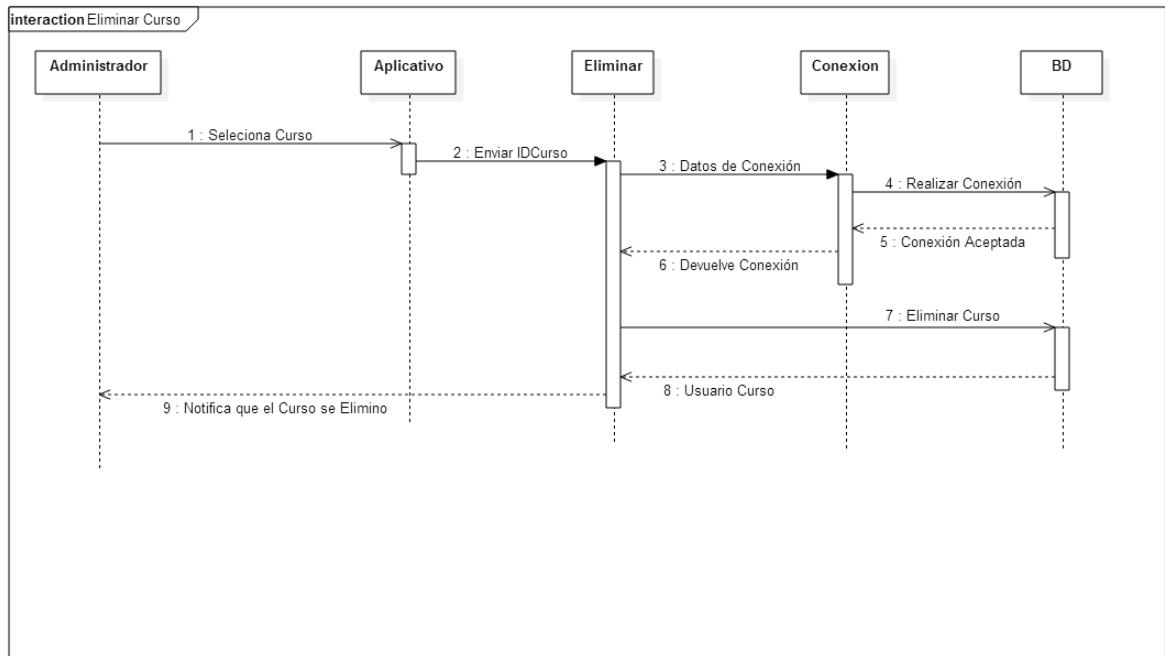 interaction Eliminar Curso
Administrador
Aplicativo
Eliminar
Conexion
BD
1 : Seleciona Curso
2 : Enviar IDCurso
3 : Datos de Conexión
4 : Realizar Conexión
5 : Conexión Aceptada
6 : Devuelve Conexión
7 : Eliminar Curso
8 : Usuario Curso
9 : Notifica que el Curso se Elimino